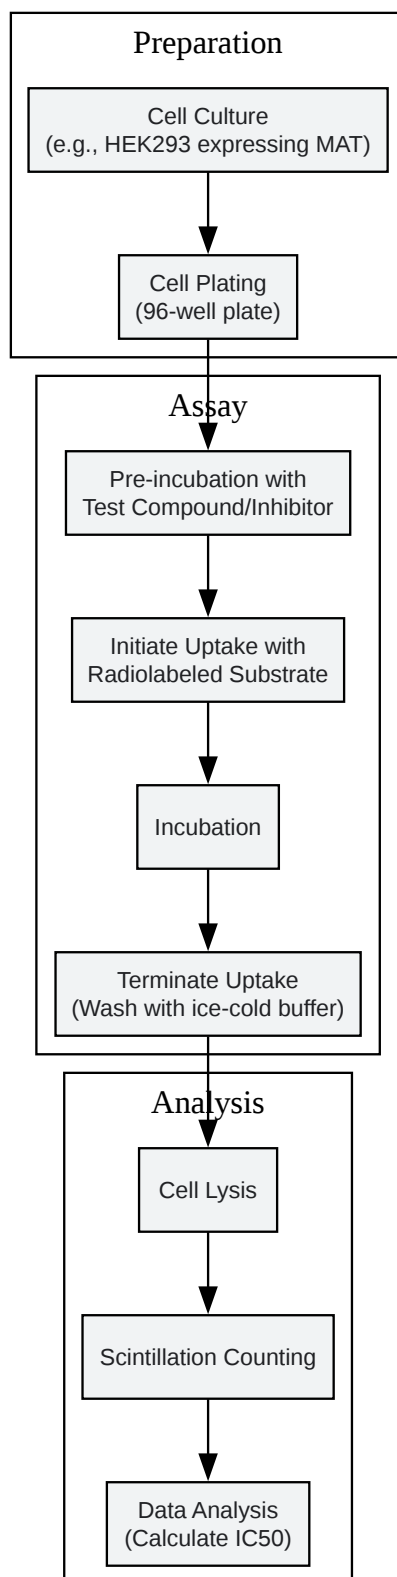 Preparation
Cell Culture
(e.g., HEK293 expressing MAT)
Cell Plating
(96-well plate)
Assay
Pre-incubation with
Test Compound/Inhibitor
Initiate Uptake with
Radiolabeled Substrate
Incubation
Terminate Uptake
(Wash with ice-cold buffer)
Analysis
Cell Lysis
Scintillation Counting
Data Analysis
(Calculate IC50)